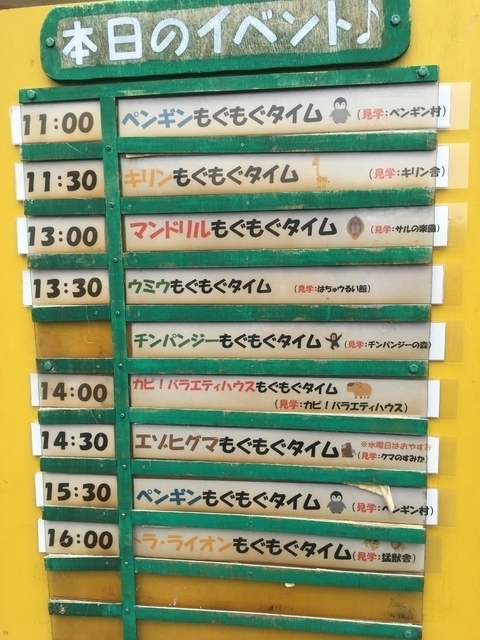 本日のイベント♪
11:00 ペンギンもぐもぐタイム (見学:ペンギン村)
11:30 キリンもぐもぐタイム (見学:キリン舎)
13:00 マンドリルもぐもぐタイム (見学:サルの楽園)
13:30 ウミウもぐもぐタイム (見学:はちゅうるい館)
チンパンジーもぐもぐタイム (見学:チンパンジーの森)
14:00 カピ!バラエティハウスもぐもぐタイム
(見学:カピ!バラエティハウス)
14:30 エゾヒグマもぐもぐタイム ※水曜日はおやすみ
(見学:クマのすみか)
15:30 ペンギンもぐもぐタイム (見学:ペンギン村)
16:00 トラ・ライオンもぐもぐタイム (見学:猛獣舎)